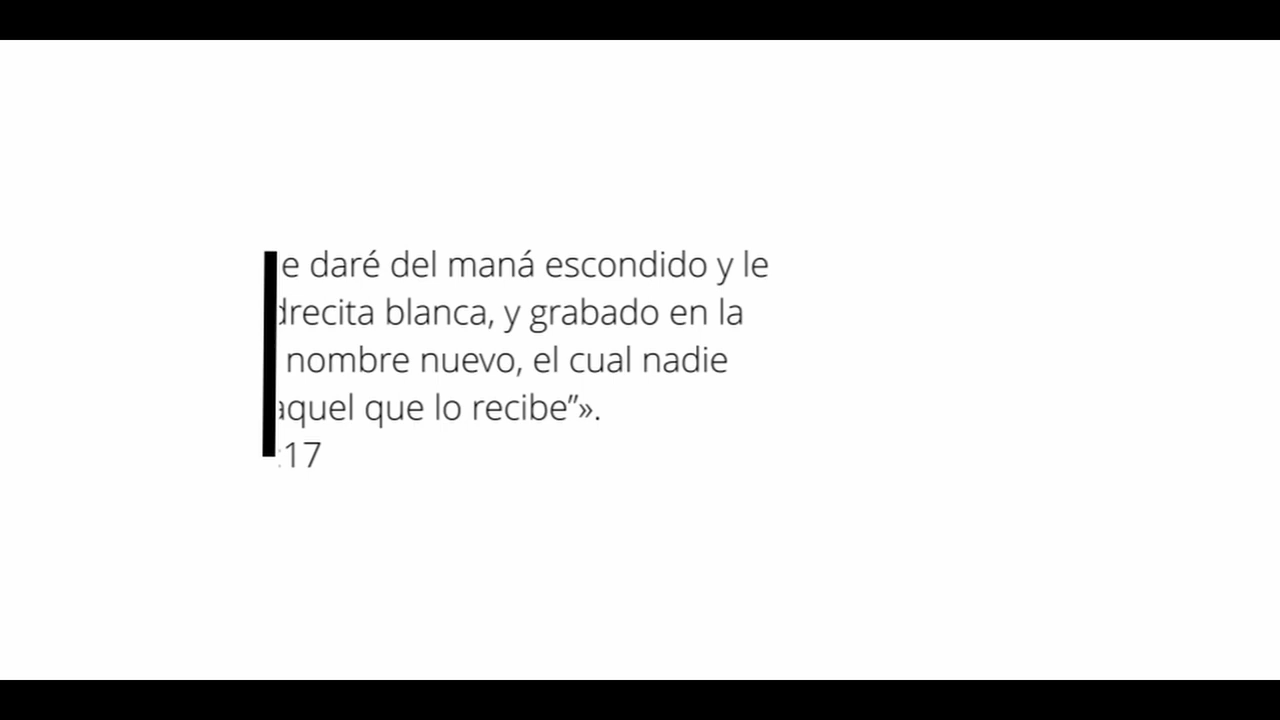 e daré del maná escondido y le
drecita blanca, y grabado en la
nombre nuevo, el cual nadie
aquel que lo recibe”».
:17